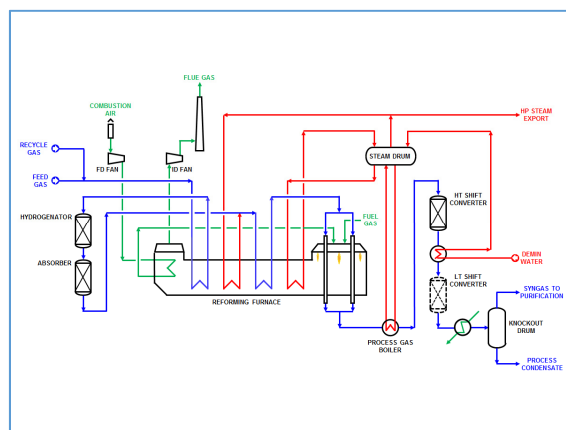 FLUE GAS
COMBUSTION
AIR
HP STEAM
EXPORT
RECYCLE
GAS
FD FAN
ID FAN
STEAM DRUM
FEED
GAS
HT SHIFT
CONVERTER
HYDROGENATOR
FUEL
GAS
DEMIN
WATER
ABSORBER
LT SHIFT
CONVERTER
SYNGAS TO
PURIFICATION
REFORMING FURNACE
PROCESS GAS
BOILER
KNOCKOUT
DRUM
PROCESS
CONDENSATE